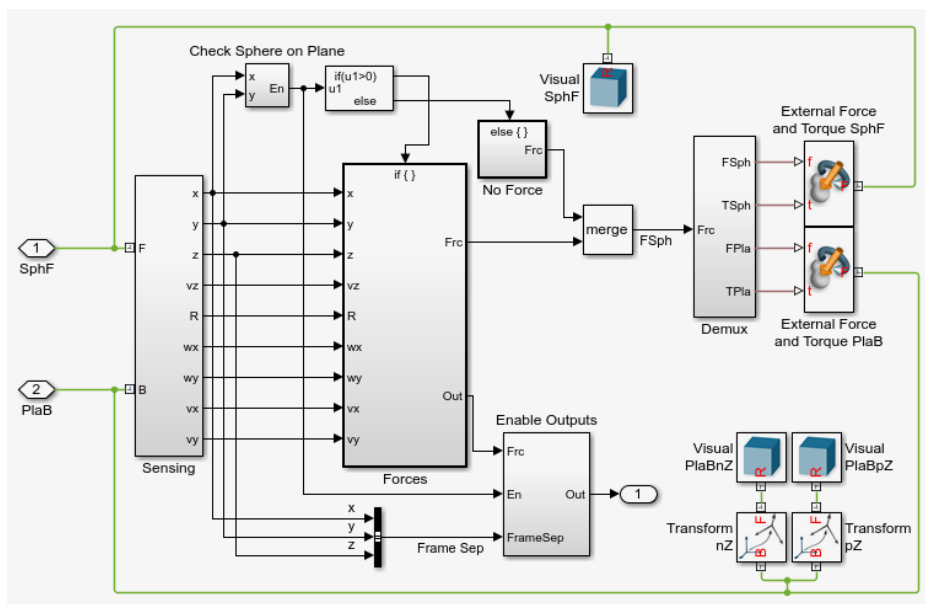 Check Sphere on Plane
x
y
En
if(u1>0)
u1
else
Visual
SphF
R
External Force
and Torque SphF
else { }
Frc
No Force
if { }
x
y
z
vz
R
wx
wy
vx
vy
F
B
Sensing
1
SphF
2
PlaB
x
y
z
vz
R
wx
wy
vx
vy
Frc
Out
Forces
merge
FSph
Frc
FSph
TSph
FPla
TPla
Demux
f
t
F
f
t
F
External Force
and Torque PlaB
Enable Outputs
Frc
En
FrameSep
Out
1
x
y
z
Frame Sep
Visual
PlaBnZ
R
R
Visual
PlaBpZ
Transform
nZ
B F
B F
Transform
pZ